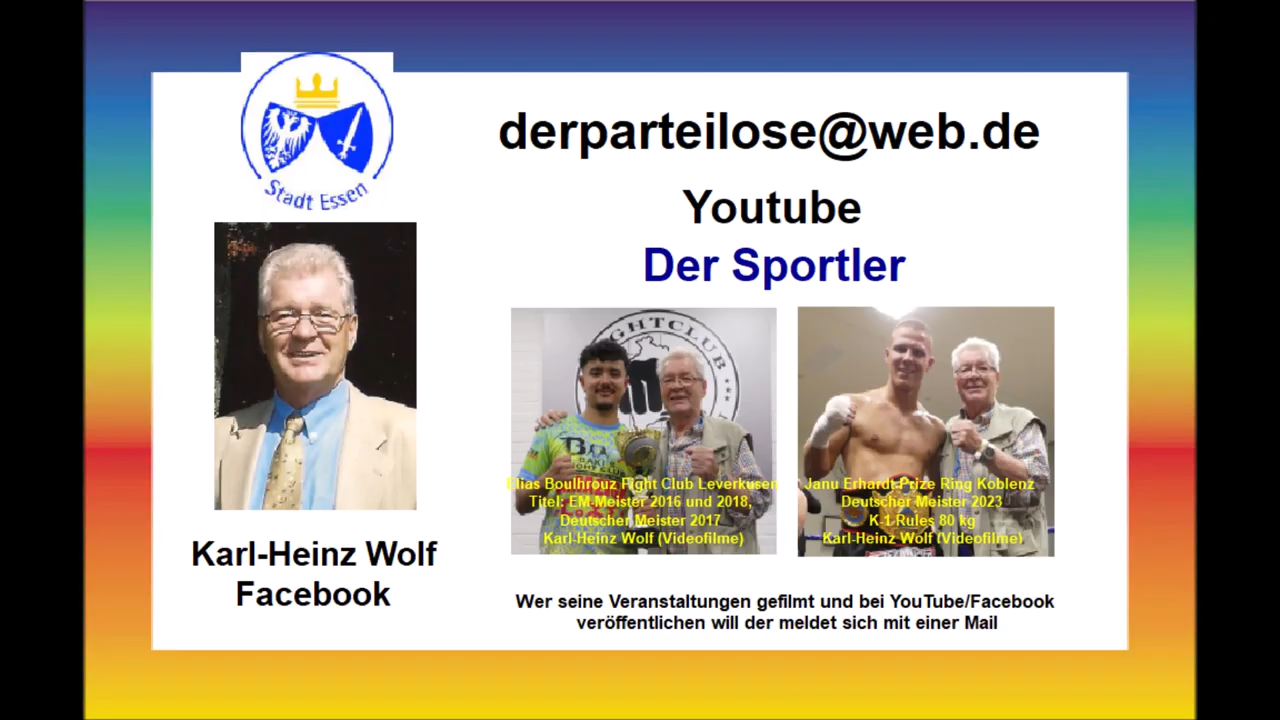 Stadt Essen
derparteilose@web.de
Youtube
Der Sportler
Karl-Heinz Wolf
Facebook
GHTCLUB
Elias Boulhrouz Fight Club Leverkusen
Titel: EM-Meister 2016 und 2018,
Deutscher Meister 2017
Karl-Heinz Wolf (Videofilme)
Janu Erhardt Prize Ring Koblenz
Deutscher Meister 2023
K-1 Rules 80 kg
Karl-Heinz Wolf (Videofilme)
Wer seine Veranstaltungen gefilmt und bei YouTube/Facebook
veröffentlichen will der meldet sich mit einer Mail